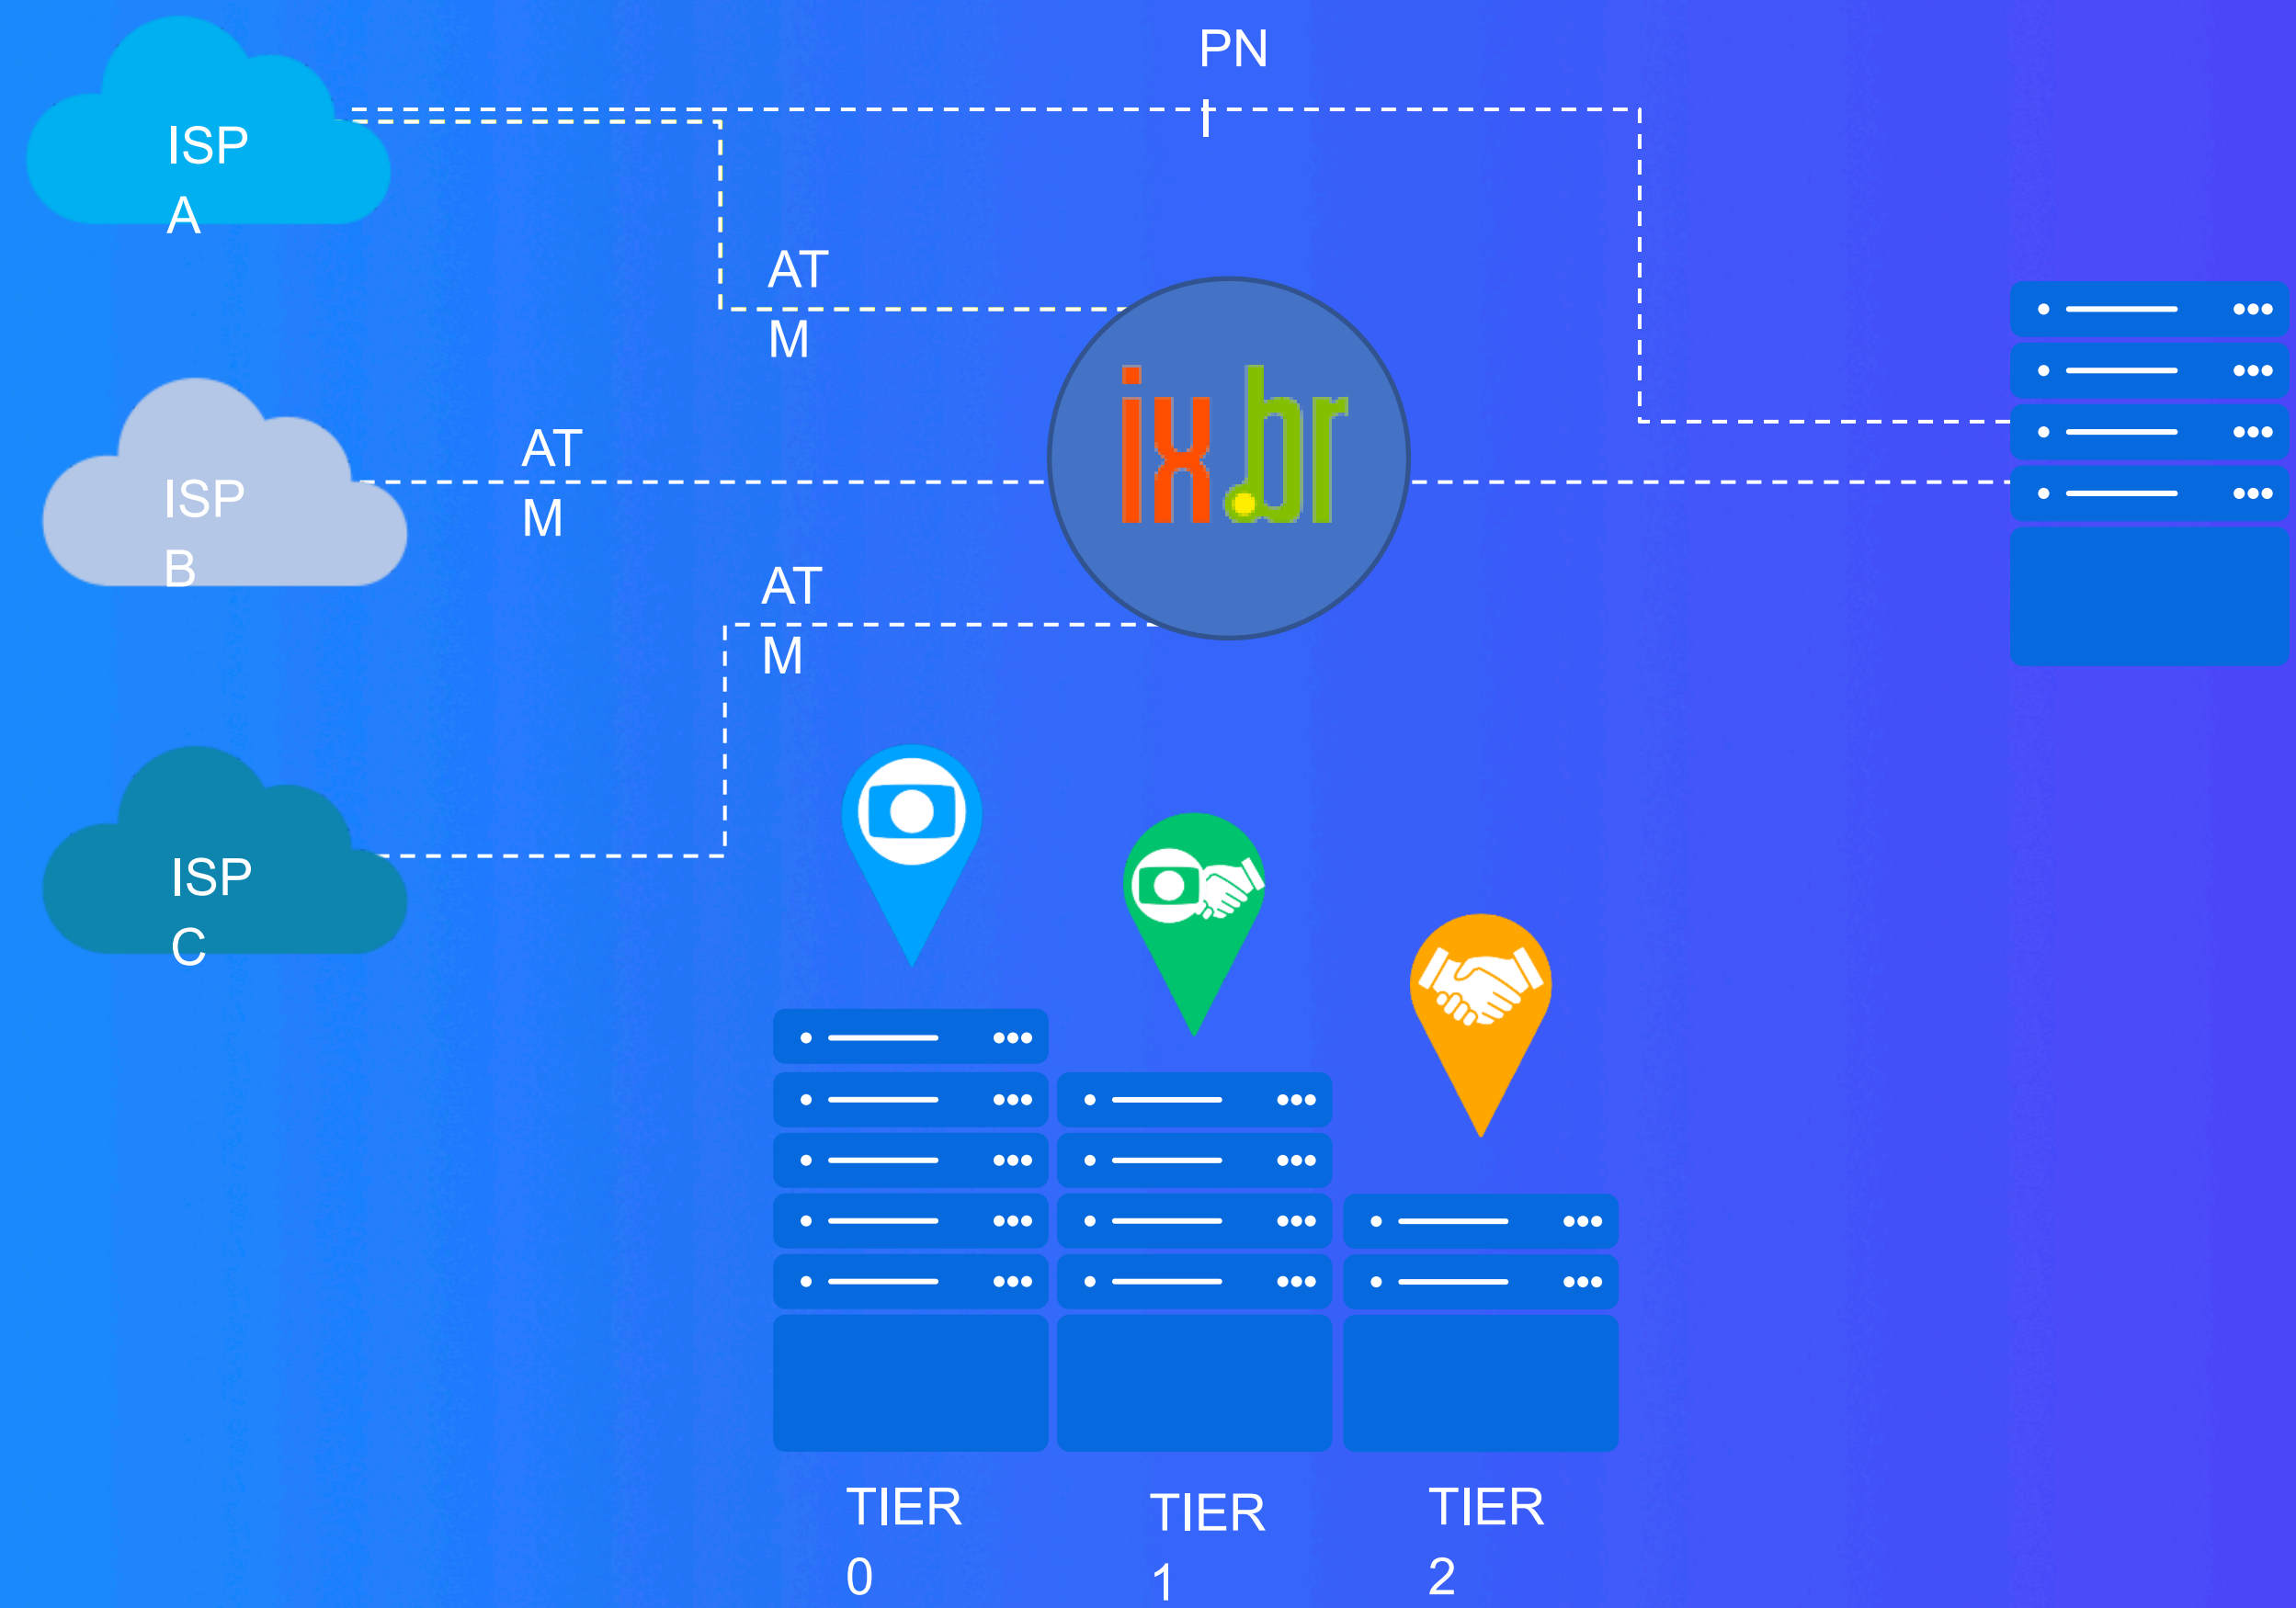 PN
I
ISP
A
AT
M
ix.br
AT
M
ISP
B
AT
M
ISP
C
TIER
0
TIER
1
TIER
2